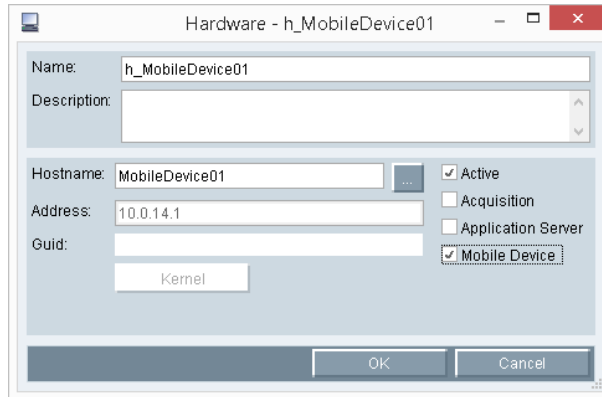 Hardware - h_MobileDevice01
Name: h_MobileDevice01
Description:
Hostname: MobileDevice01 ... Active
Acquisition
Address: 10.0.14.1
Application Server
Guid:
Mobile Device
Kernel
OK Cancel